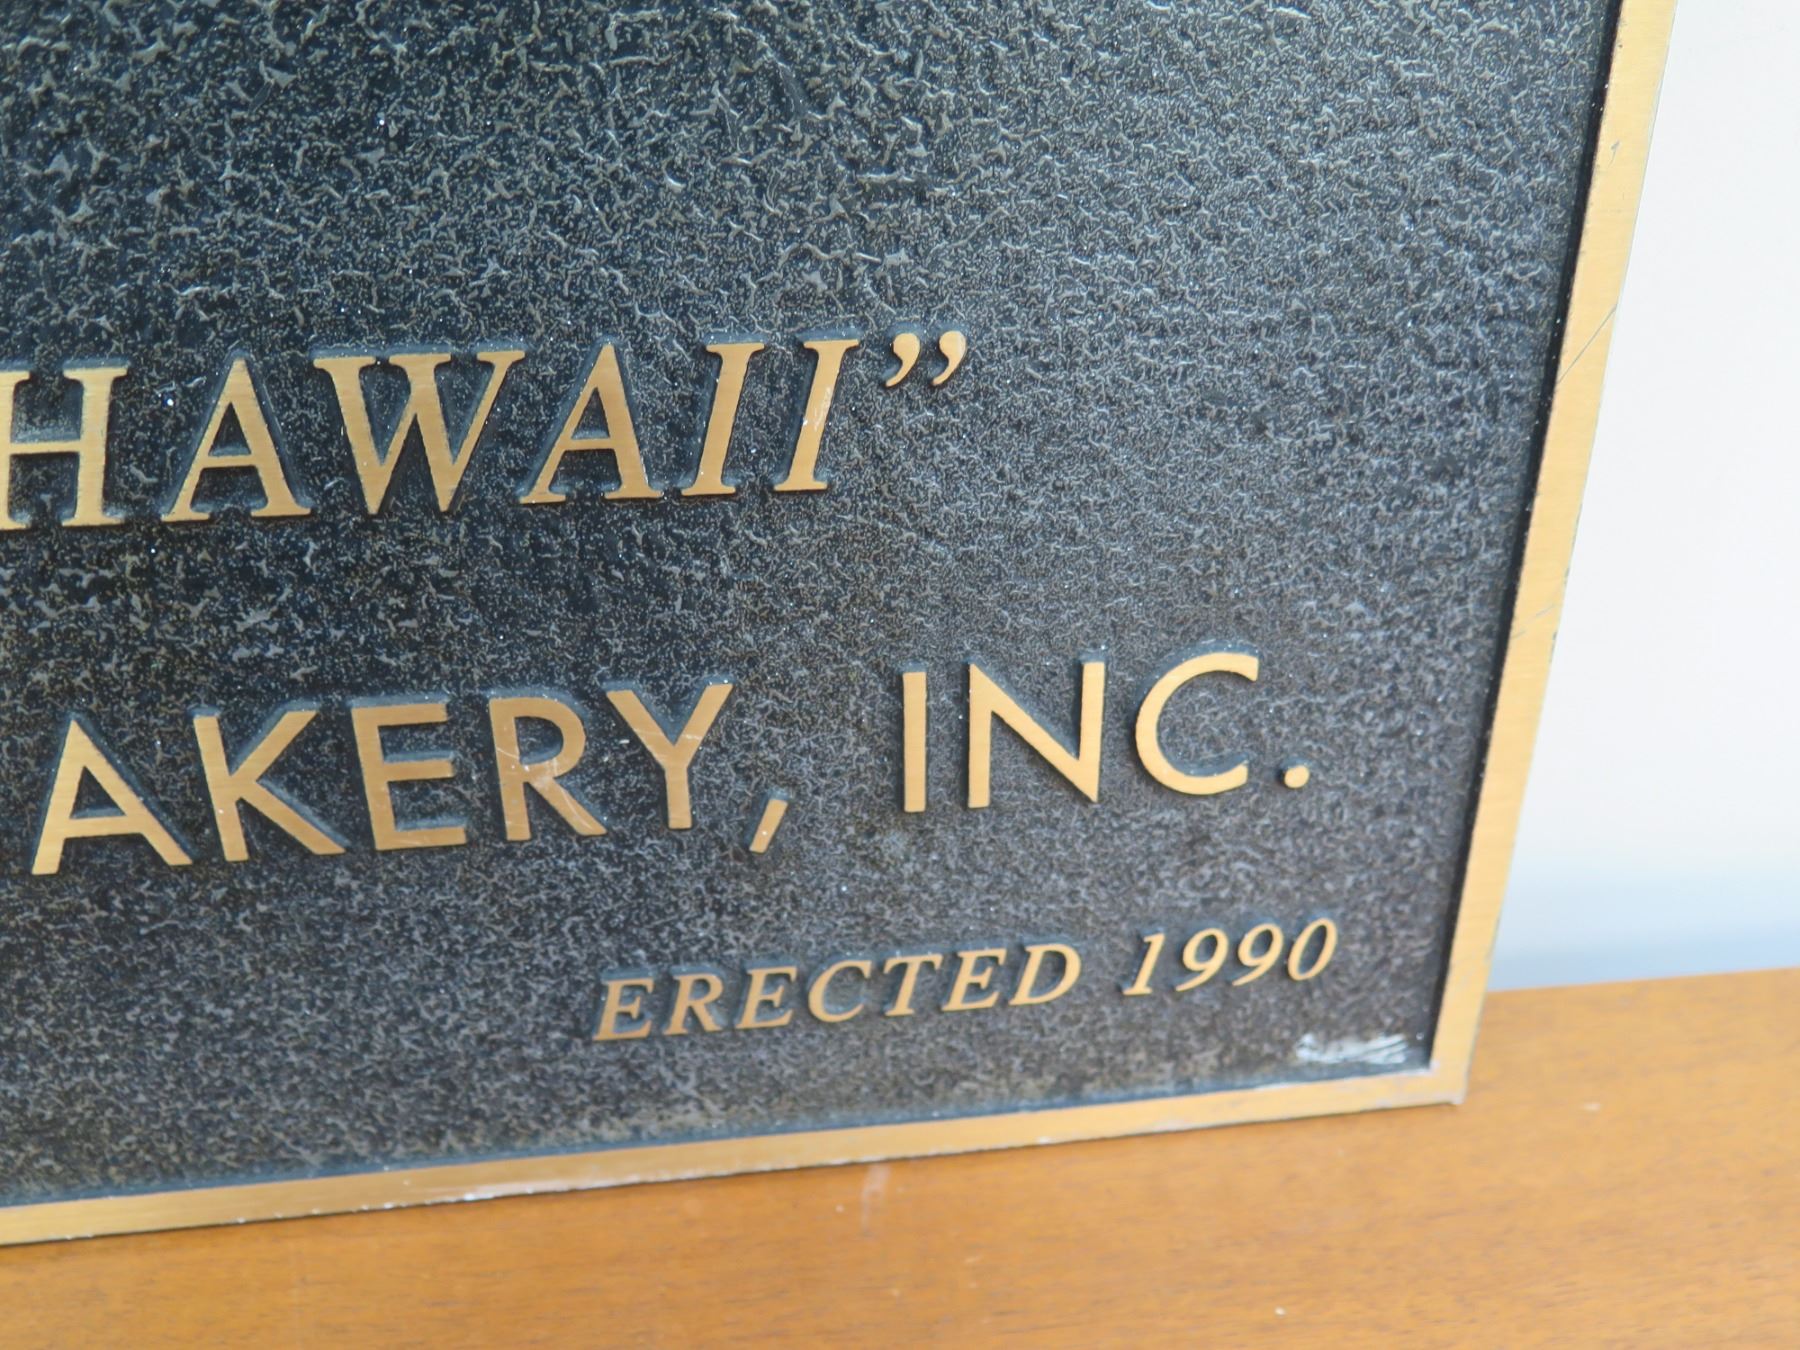 HAWAII”
AKERY, INC.
ERECTED 1990